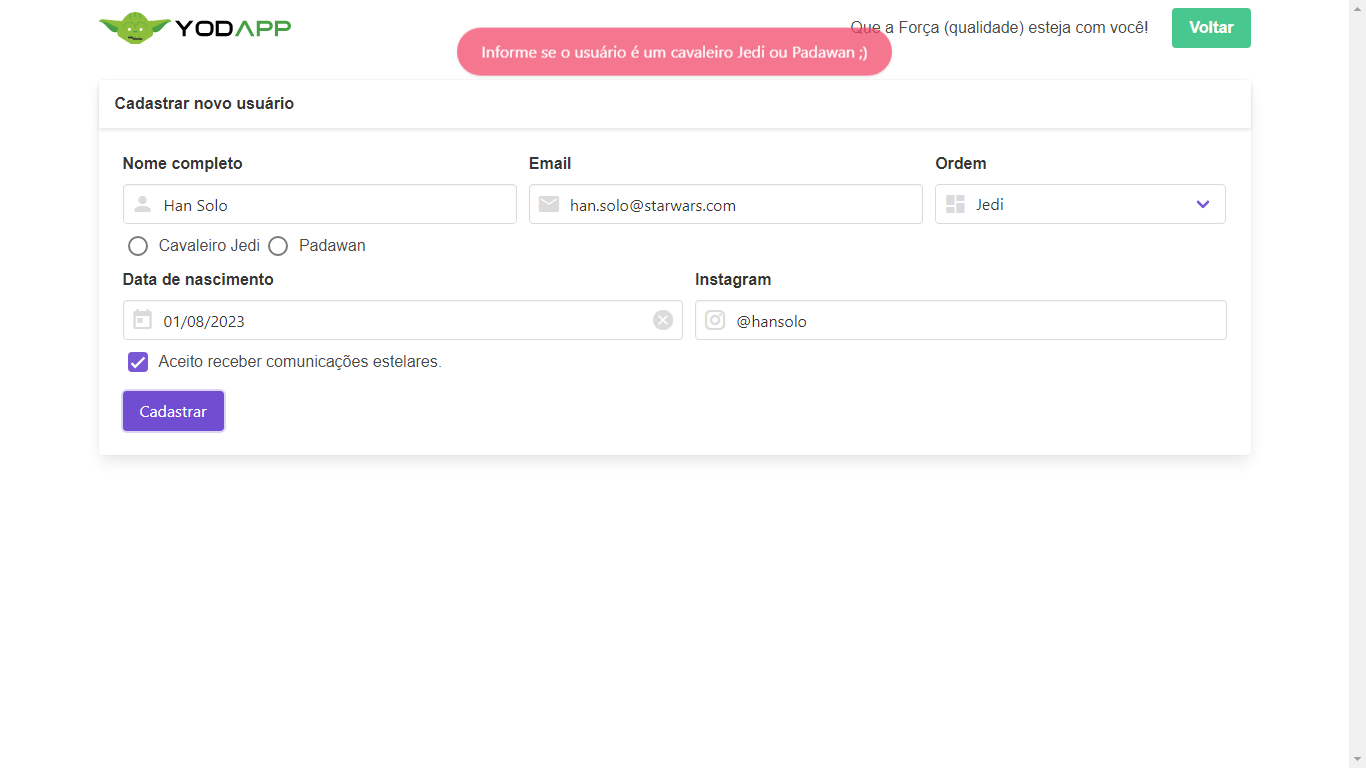 YODAPP
Que a Força (qualidade) esteja com você!
Voltar
Informe se o usuário é um cavaleiro Jedi ou Padawan ;)
Cadastrar novo usuário
Nome completo
Email
Ordem
Han Solo
han.solo@starwars.com
Jedi
Cavaleiro Jedi
Padawan
Data de nascimento
Instagram
01/08/2023
@hansolo
Aceito receber comunicações estelares.
Cadastrar